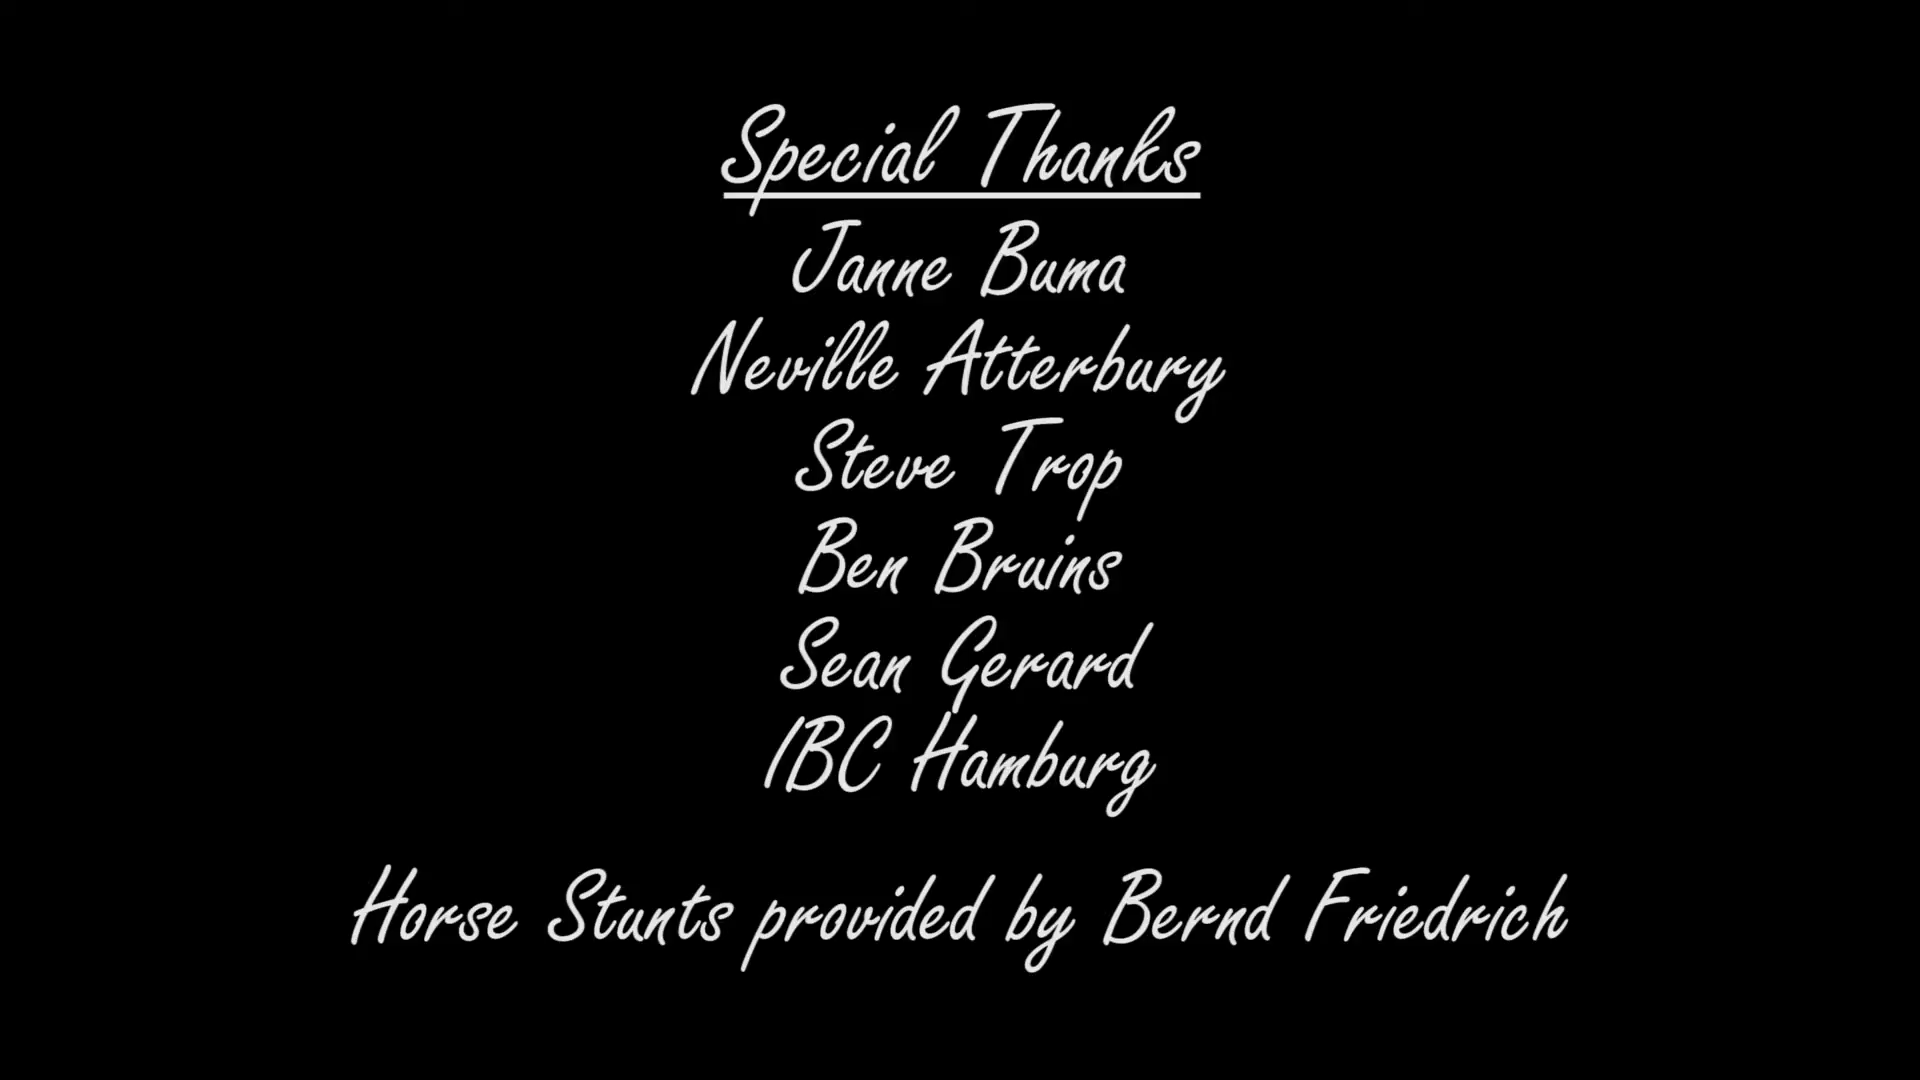 Special Thanks
Janne Buma
Neville Atterbury
Steve Trop
Ben Bruins
Sean Gerard
IBC Hamburg
Horse Stunts provided by Bernd Friedrich